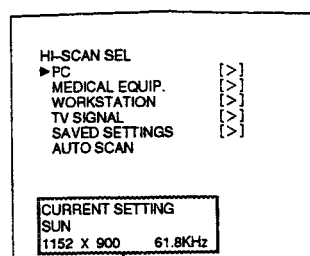 HI-SCAN SEL
▶PC [>]
MEDICAL EQUIP. [>]
WORKSTATION [>]
TV SIGNAL [>]
SAVED SETTINGS [>]
AUTO SCAN
CURRENT SETTING
SUN
1152 X 900 61.8KHz